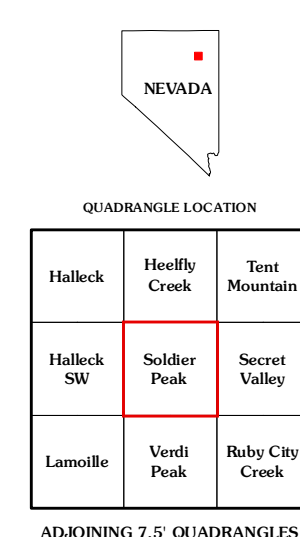 NEVADA
QUADRANGLE LOCATION
Halleck
Heelfly
Creek
Tent
Mountain
Halleck
SW
Soldier
Peak
Secret
Valley
Lamoille
Verdi
Peak
Ruby City
Creek
ADJOINING 7.5' QUADRANGLES